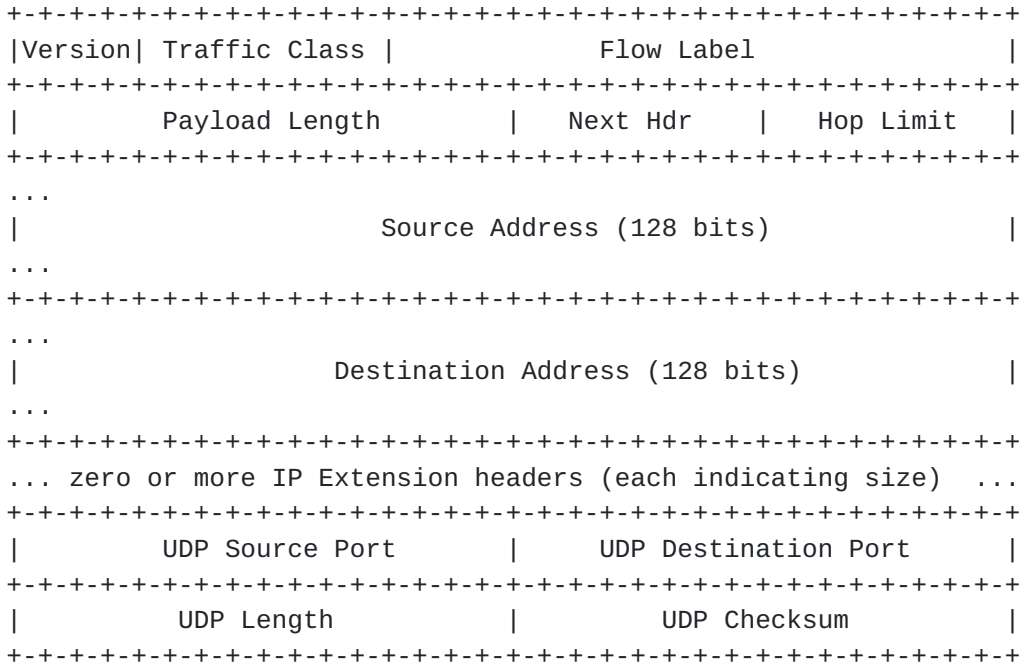 +-+-+-+-+-+-+-+-+-+-+-+-+-+-+-+-+-+-+-+-+-+-+-+-+-+-+-+-+-+-+-+-+
|Version| Traffic Class |             Flow Label                |
+-+-+-+-+-+-+-+-+-+-+-+-+-+-+-+-+-+-+-+-+-+-+-+-+-+-+-+-+-+-+-+-+
|         Payload Length        |   Next Hdr    |   Hop Limit   |
+-+-+-+-+-+-+-+-+-+-+-+-+-+-+-+-+-+-+-+-+-+-+-+-+-+-+-+-+-+-+-+-+
...
|                       Source Address (128 bits)               |
...
+-+-+-+-+-+-+-+-+-+-+-+-+-+-+-+-+-+-+-+-+-+-+-+-+-+-+-+-+-+-+-+-+
...
|                    Destination Address (128 bits)             |
...
+-+-+-+-+-+-+-+-+-+-+-+-+-+-+-+-+-+-+-+-+-+-+-+-+-+-+-+-+-+-+-+-+
... zero or more IP Extension headers (each indicating size)  ...
+-+-+-+-+-+-+-+-+-+-+-+-+-+-+-+-+-+-+-+-+-+-+-+-+-+-+-+-+-+-+-+-+
|         UDP Source Port       |     UDP Destination Port      |
+-+-+-+-+-+-+-+-+-+-+-+-+-+-+-+-+-+-+-+-+-+-+-+-+-+-+-+-+-+-+-+-+
|          UDP Length           |         UDP Checksum          |
+-+-+-+-+-+-+-+-+-+-+-+-+-+-+-+-+-+-+-+-+-+-+-+-+-+-+-+-+-+-+-+-+